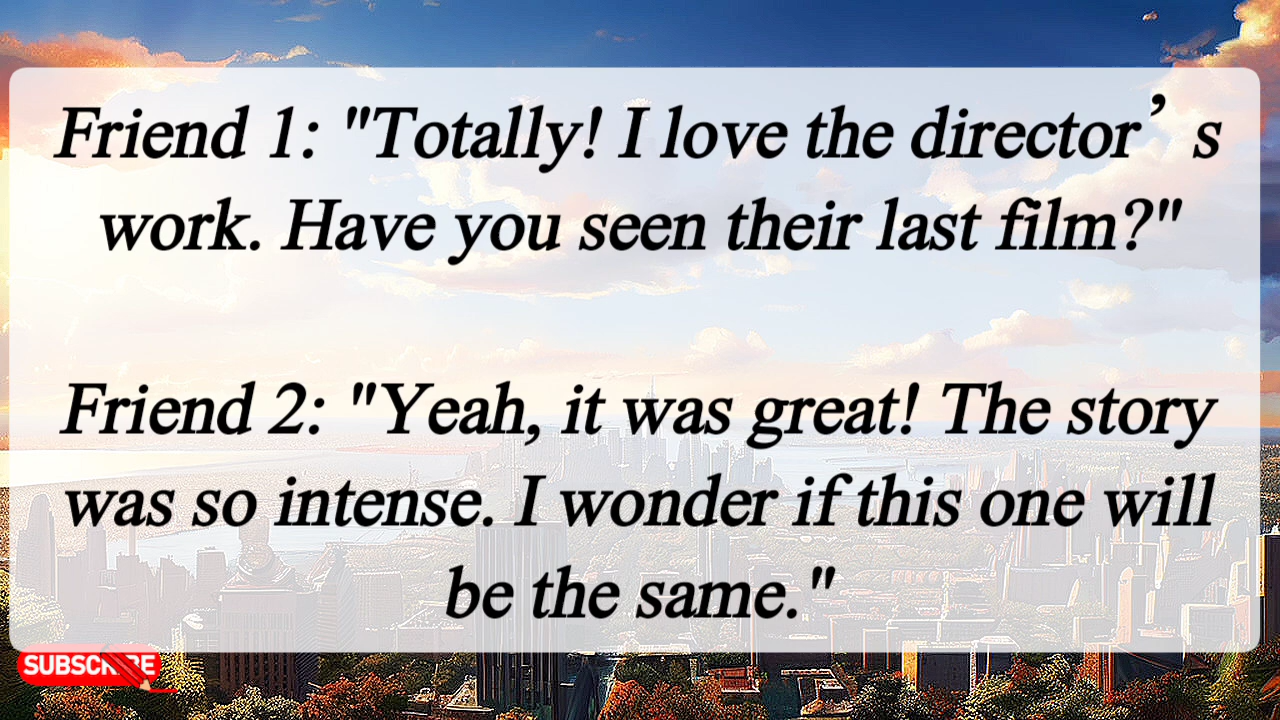 Friend 1: "Totally! I love the director’s
work. Have you seen their last film?"
Friend 2: "Yeah, it was great! The story
was so intense. I wonder if this one will
be the same."
SUBSCRIBE